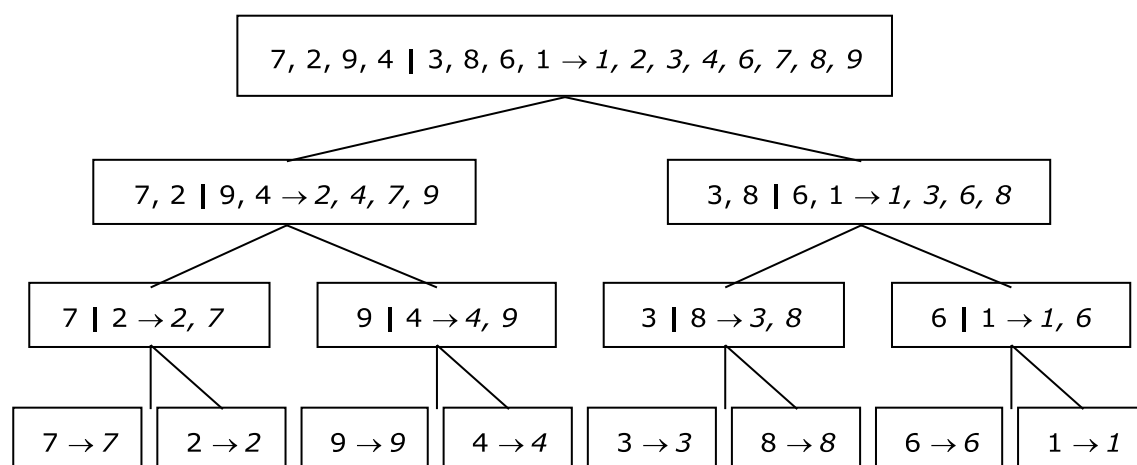 7, 2, 9, 4 | 3, 8, 6, 1 → 1, 2, 3, 4, 6, 7, 8, 9
7, 2 | 9, 4 → 2, 4, 7, 9
3, 8 | 6, 1 → 1, 3, 6, 8
7 | 2 → 2, 7
9 | 4 → 4, 9
3 | 8 → 3, 8
6 | 1 → 1, 6
7 → 7
2 → 2
9 → 9
4 → 4
3 → 3
8 → 8
6 → 6
1 → 1